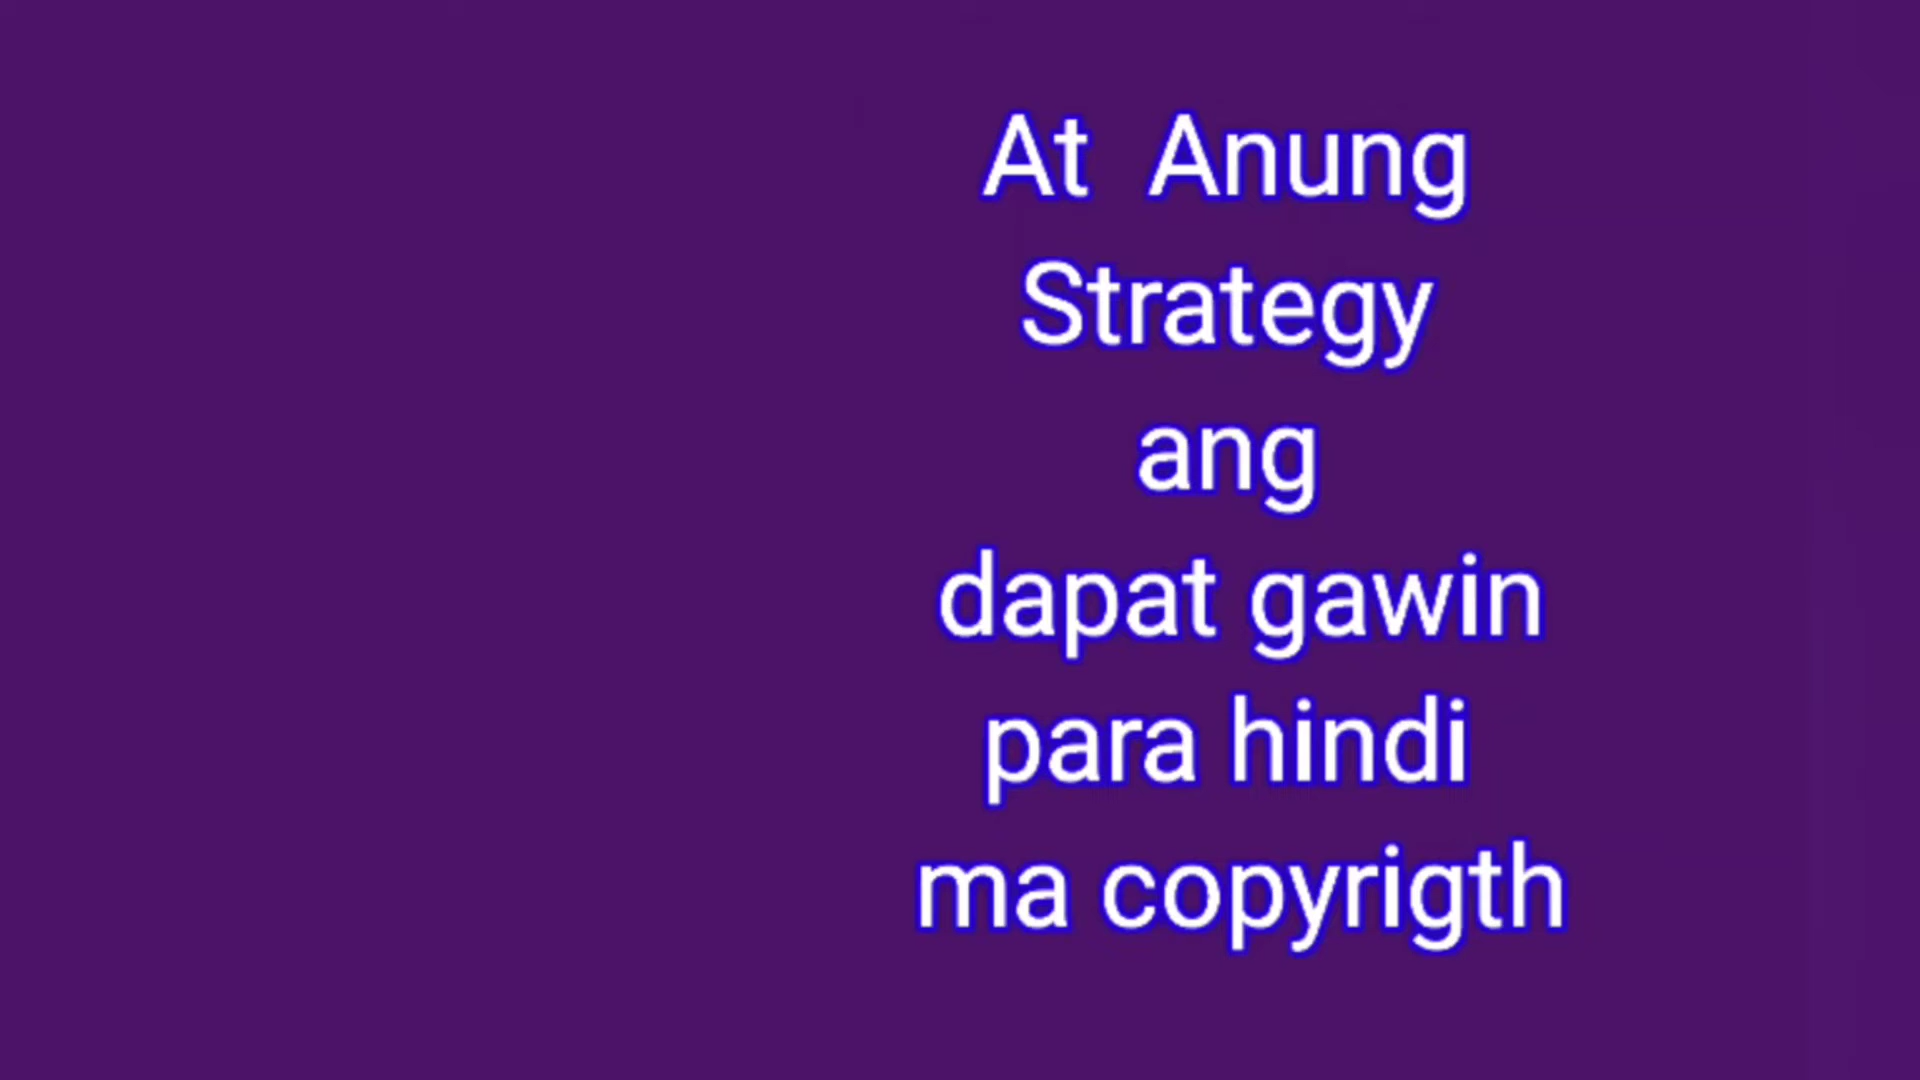 At  Anung
Strategy
ang
dapat gawin
para hindi
ma copyrigth